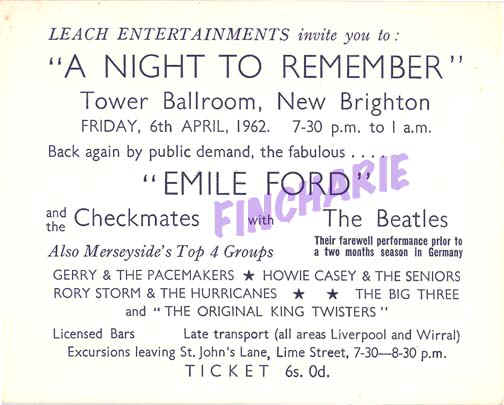 LEACH ENTERTAINMENTS invite you to :
"A NIGHT TO REMEMBER"
Tower Ballroom, New Brighton
FRIDAY, 6th APRIL, 1962. 7-30 p.m. to 1 a.m.
Back again by public demand, the fabulous . . . .
"EMILE FORD"
FINCHARIE
and the Checkmates with The Beatles
Also Merseyside's Top 4 Groups
Their farewell performance prior to
a two months season in Germany
GERRY & THE PACEMAKERS ★ HOWIE CASEY & THE SENIORS
RORY STORM & THE HURRICANES ★ ★ THE BIG THREE
and "THE ORIGINAL KING TWISTERS"
Licensed Bars Late transport (all areas Liverpool and Wirral)
Excursions leaving St. John's Lane, Lime Street, 7-30—8-30 p.m.
TICKET 6s. 0d.